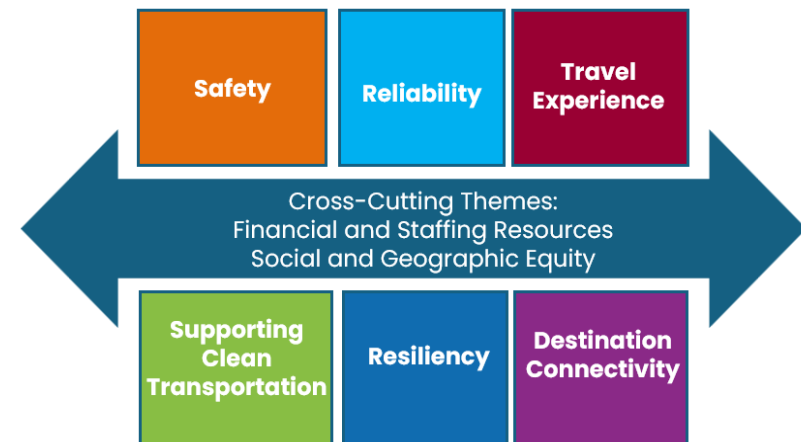 Safety
Reliability
Travel
Experience
Cross-Cutting Themes:
Financial and Staffing Resources
Social and Geographic Equity
Supporting
Clean
Transportation
Resiliency
Destination
Connectivity